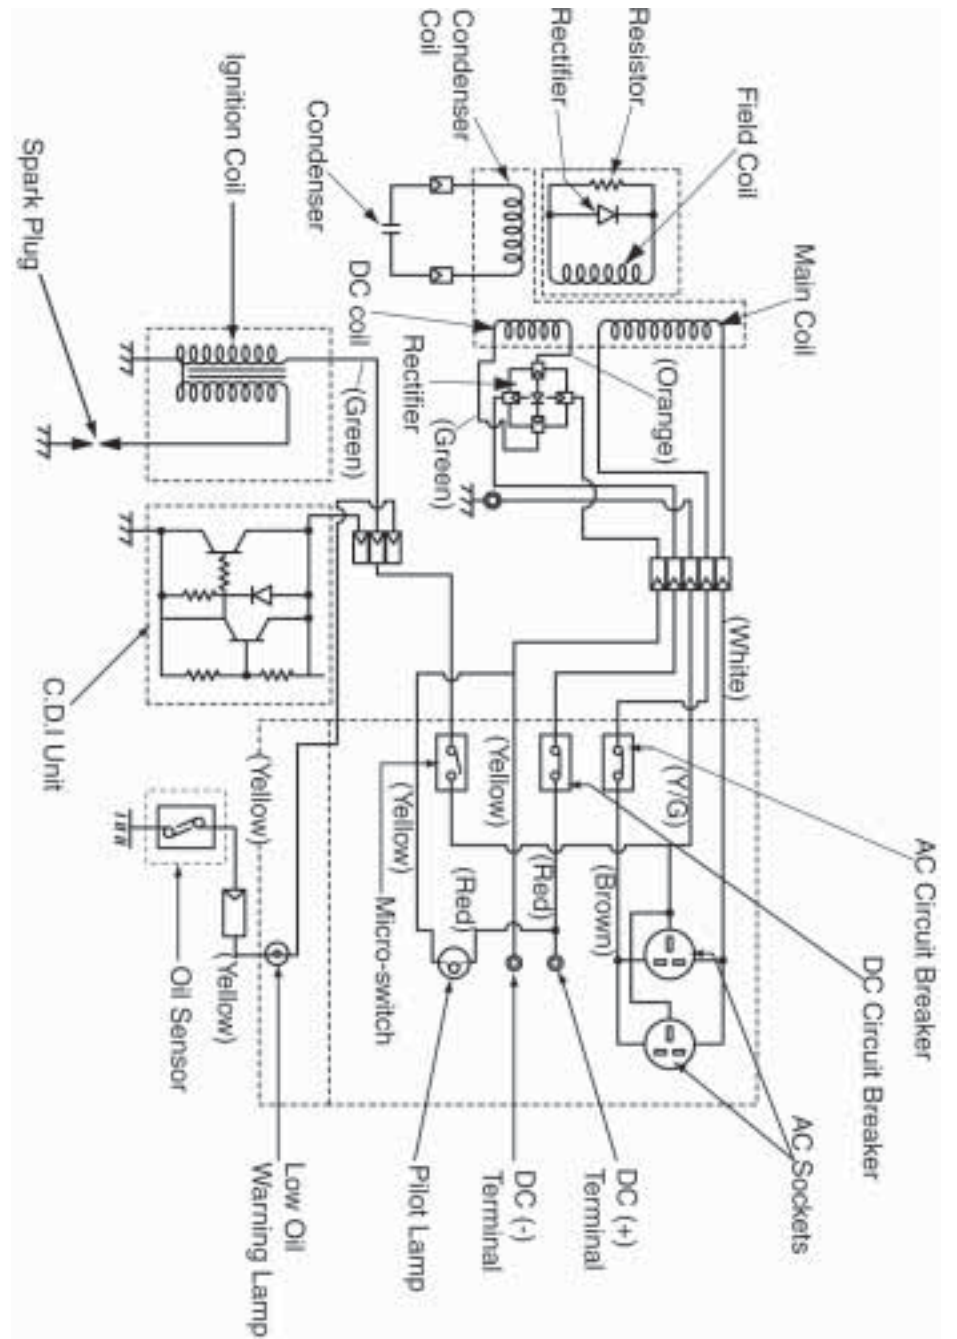 Resistor
Rectifier
Condenser
Coil
Field Coil
Ignition Coil
Condenser
Spark Plug
Main Coil
DC coil
Rectifier
(Orange)
(Green)
(Green)
(White)
C.D.I Unit
(Yellow)
(Yellow)
(Yellow)
(Y/G)
(Red)
(Red)
(Brown)
Micro-switch
(Yellow)
Oil Sensor
AC Circuit Breaker
DC Circuit Breaker
AC Sockets
DC (+)
Terminal
DC (-)
Terminal
Pilot Lamp
Low Oil
Warning Lamp